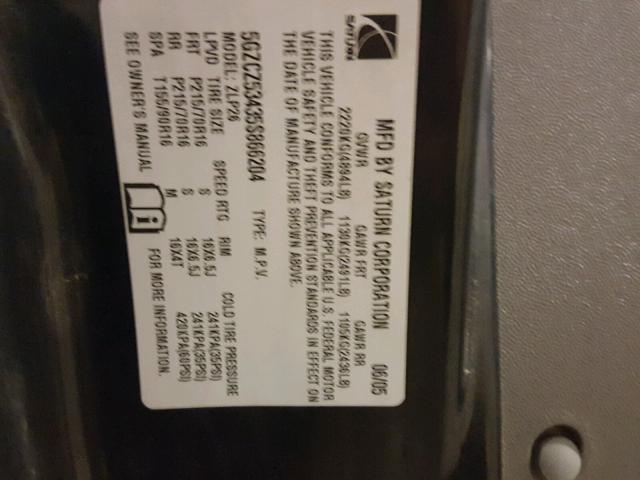 SATURN
MFD BY SATURN CORPORATION 06/05
GVWR GAWR FRT GAWR RR
2220KG(4894LB) 1130KG(2491LB) 1105KG(2436LB)
THIS VEHICLE CONFORMS TO ALL APPLICABLE U.S. FEDERAL MOTOR
VEHICLE SAFETY AND THEFT PREVENTION STANDARDS IN EFFECT ON
THE DATE OF MANUFACTURE SHOWN ABOVE.
5GZCZ53435S866204 TYPE: M.P.V.
MODEL: ZLP26
LPVD TIRE SIZE SPEED RTG RIM COLD TIRE PRESSURE
FRT P215/70R16 S 16X6.5J 241KPA(35PSI)
RR P215/70R16 S 16X6.5J 241KPA(35PSI)
SPA T155/90R16 M 16X4T 420KPA(60PSI)
SEE OWNER'S MANUAL i FOR MORE INFORMATION.